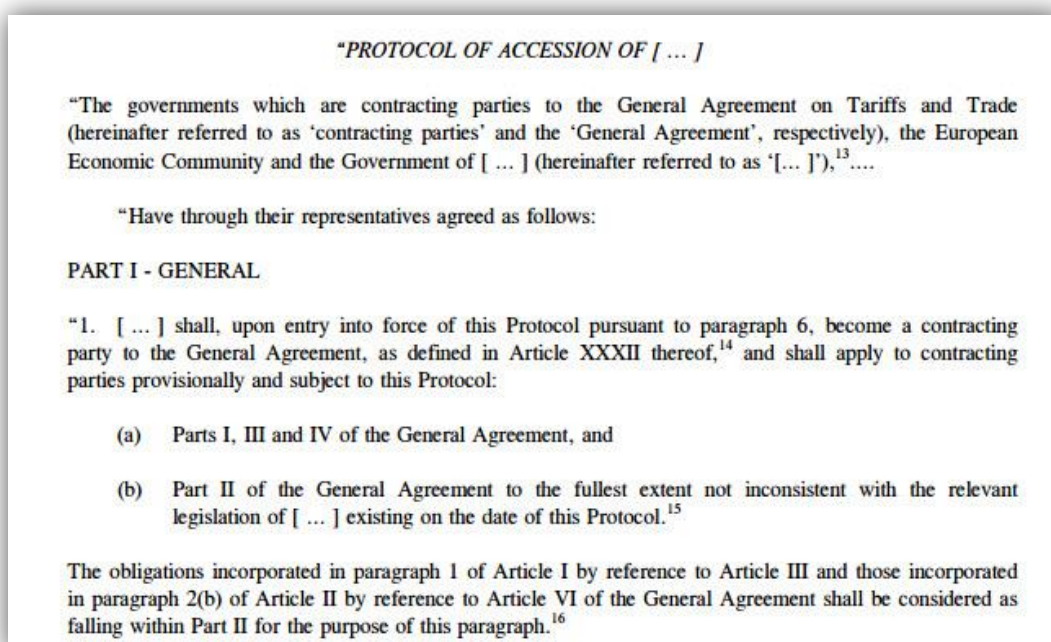 “PROTOCOL OF ACCESSION OF [ ... ]
“The governments which are contracting parties to the General Agreement on Tariffs and Trade
(hereinafter referred to as ‘contracting parties’ and the ‘General Agreement’, respectively), the European
Economic Community and the Government of [ ... ] (hereinafter referred to as ‘[... ]’),13....
“Have through their representatives agreed as follows:
PART I - GENERAL
“1. [ ... ] shall, upon entry into force of this Protocol pursuant to paragraph 6, become a contracting
party to the General Agreement, as defined in Article XXXII thereof,14 and shall apply to contracting
parties provisionally and subject to this Protocol:
(a) Parts I, III and IV of the General Agreement, and
(b) Part II of the General Agreement to the fullest extent not inconsistent with the relevant
legislation of [ ... ] existing on the date of this Protocol.15
The obligations incorporated in paragraph 1 of Article I by reference to Article III and those incorporated
in paragraph 2(b) of Article II by reference to Article VI of the General Agreement shall be considered as
falling within Part II for the purpose of this paragraph.16